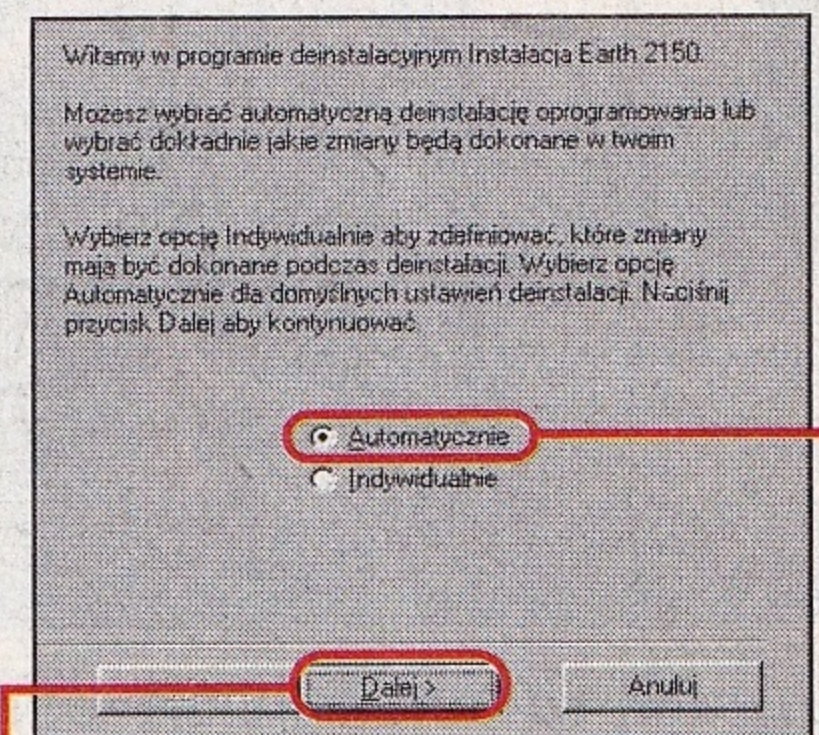 Witamy w programie deinstalacyjnym Instalacja Earth 2150.
Możesz wybrać automatyczną deinstalację oprogramowania lub
wybrać dokładnie jakie zmiany będą dokonane w twoim
systemie.
Wybierz opcję Indywidualnie aby zdefiniować, które zmiany
mają być dokonane podczas deinstalacji. Wybierz opcję
Automatycznie dla domyślnych ustawień deinstalacji. Naciśnij
przycisk Dalej aby kontynuować.
Automatycznie
Indywidualnie
Dalej >
Anuluj